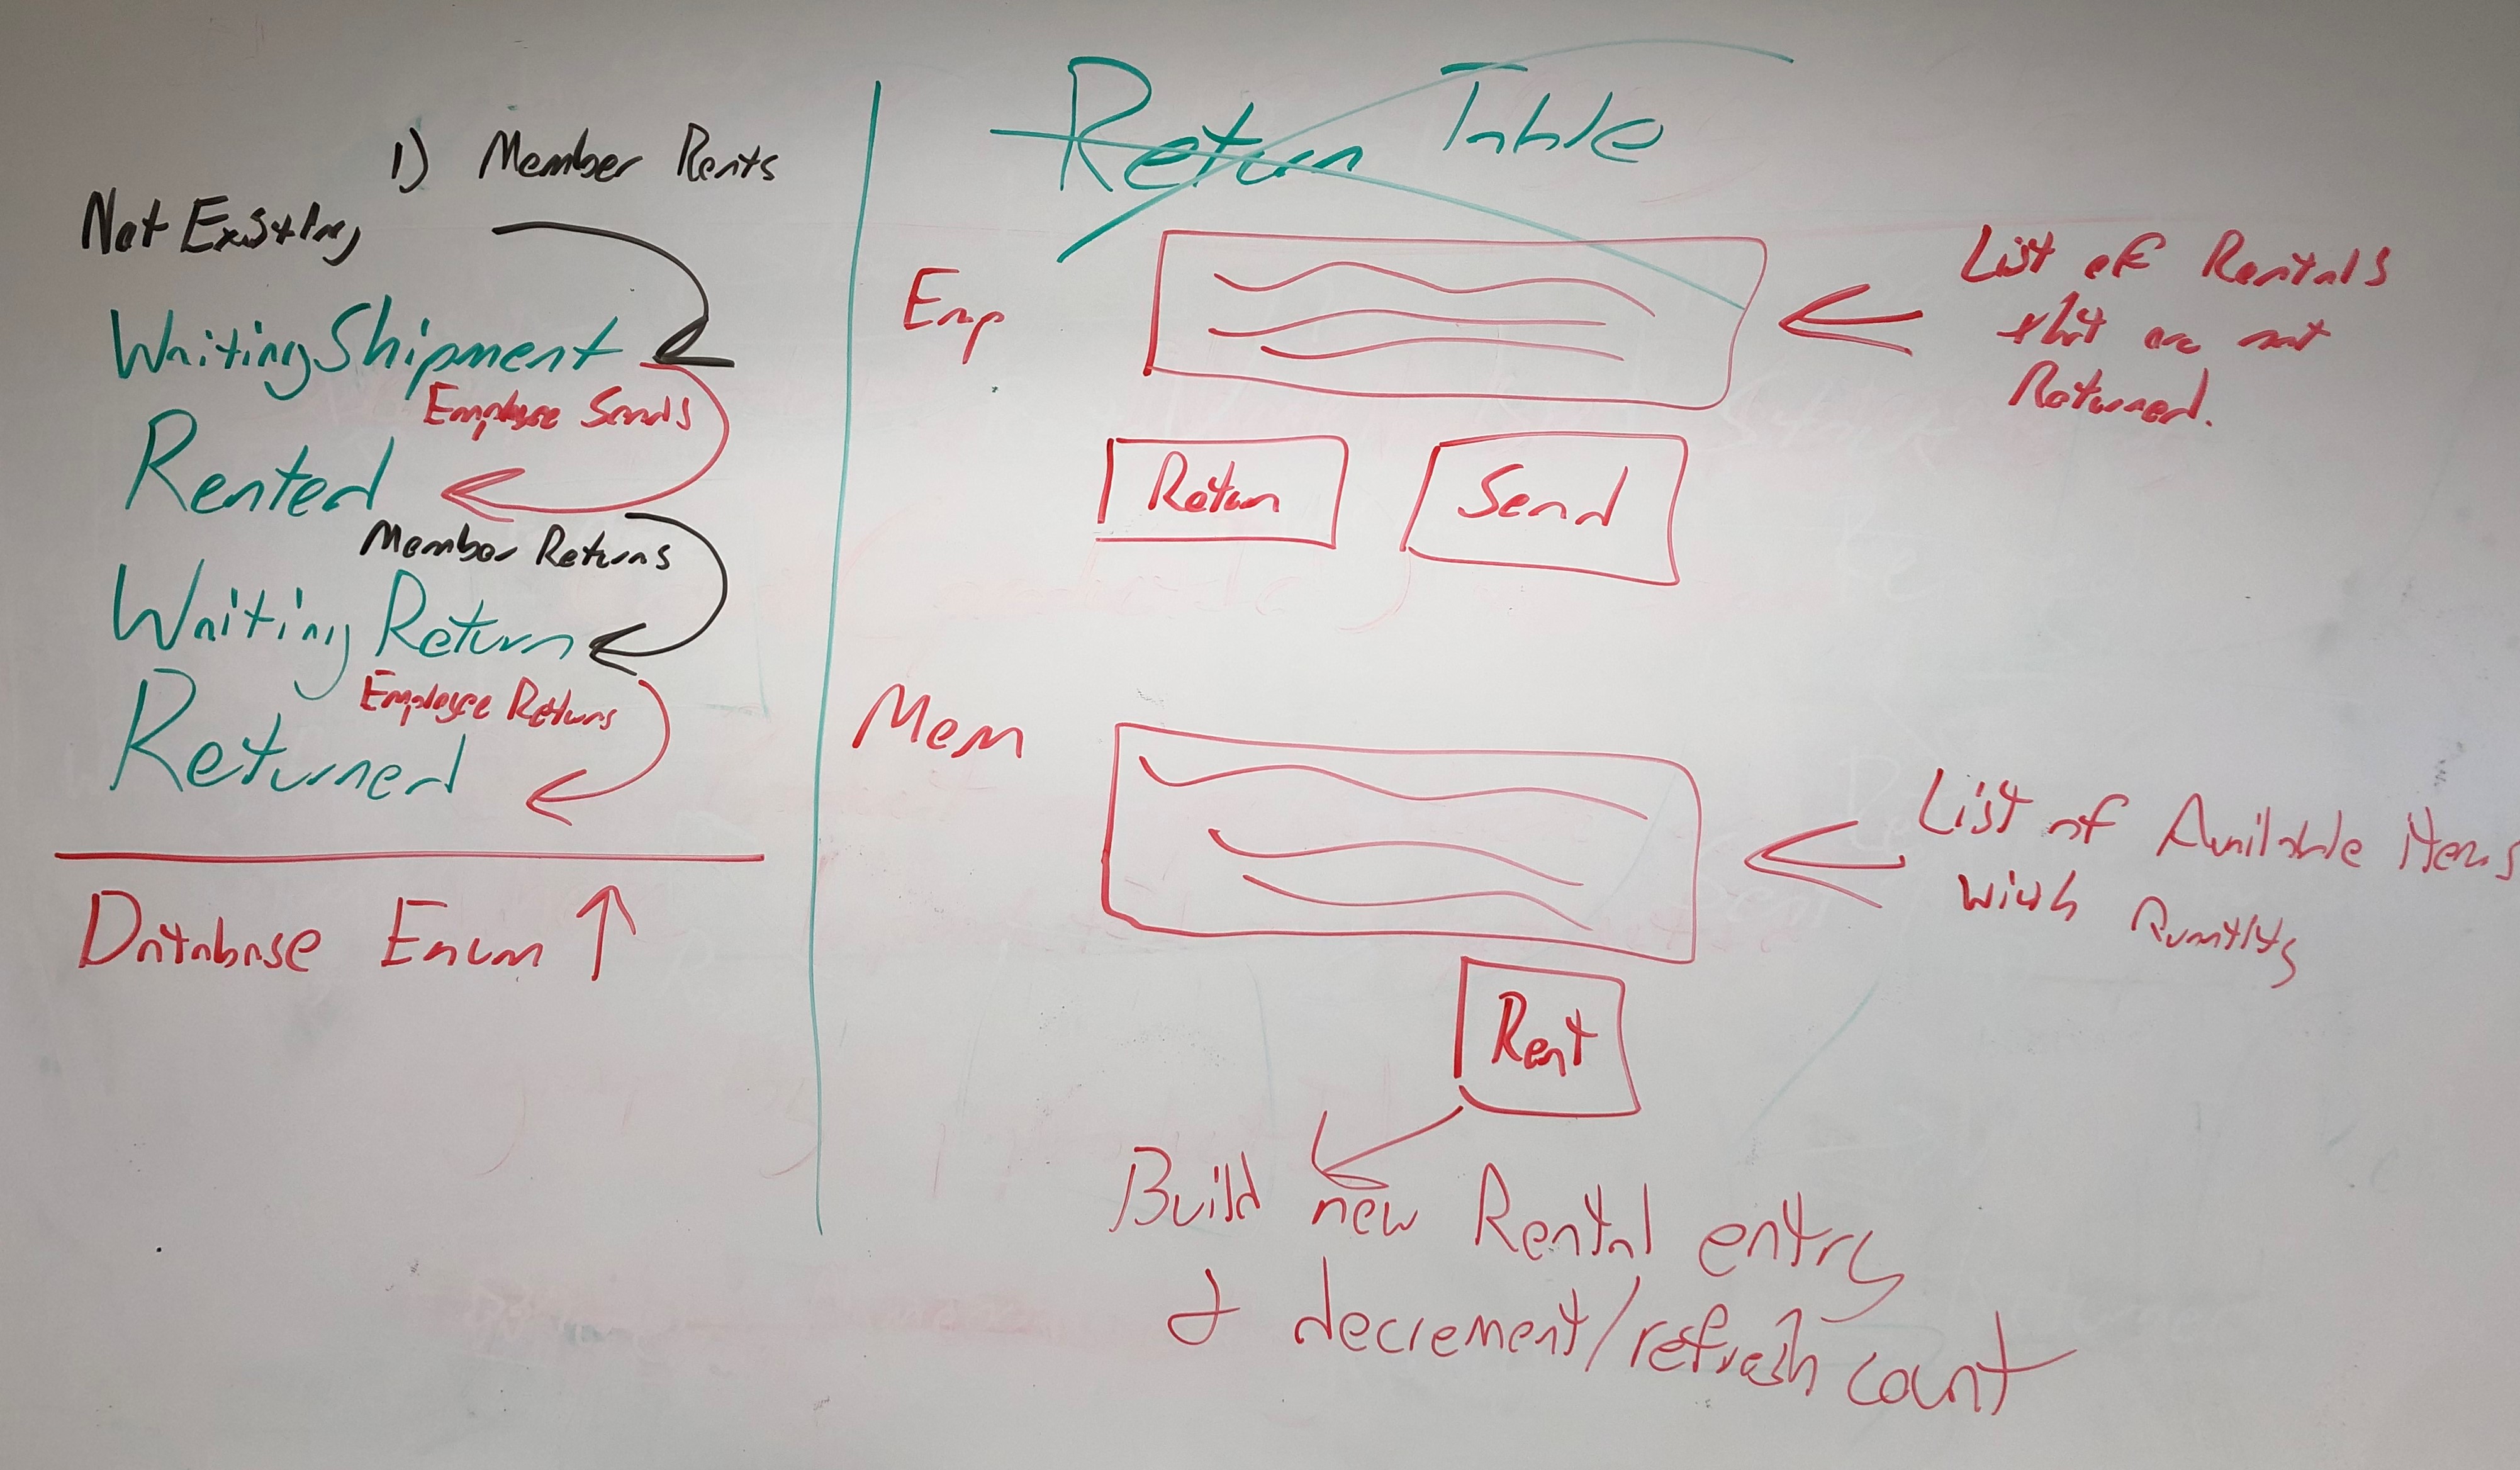 1) Member Rents
Not Existing
Waiting Shipment
Employee Sends
Rented
Member Returns
Waiting Return
Employee Returns
Returned
Database Enum ↑
Return Table
Emp
List of Rentals
that are not
Returned.
Return
Send
Mem
List of Available items
with Quantity
Rent
Build new Rental entry
& decrement/refresh count